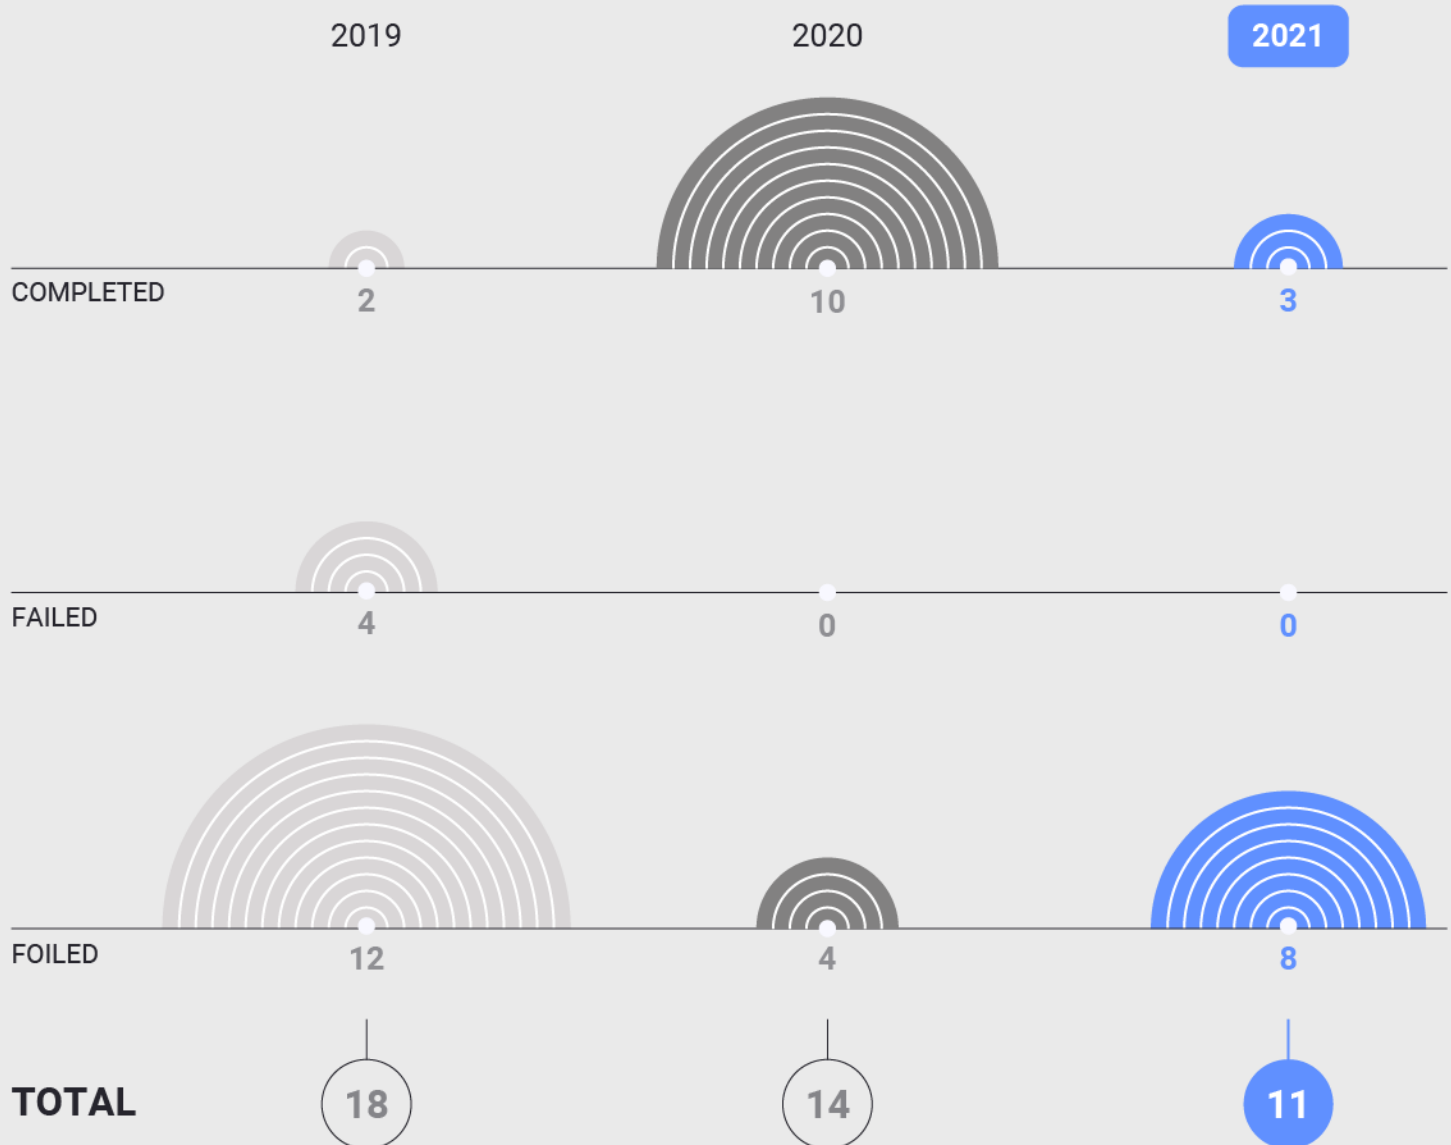 2019 2020 2021
COMPLETED 2 10 3
FAILED 4 0 0
FOILED 12 4 8
TOTAL 18 14 11